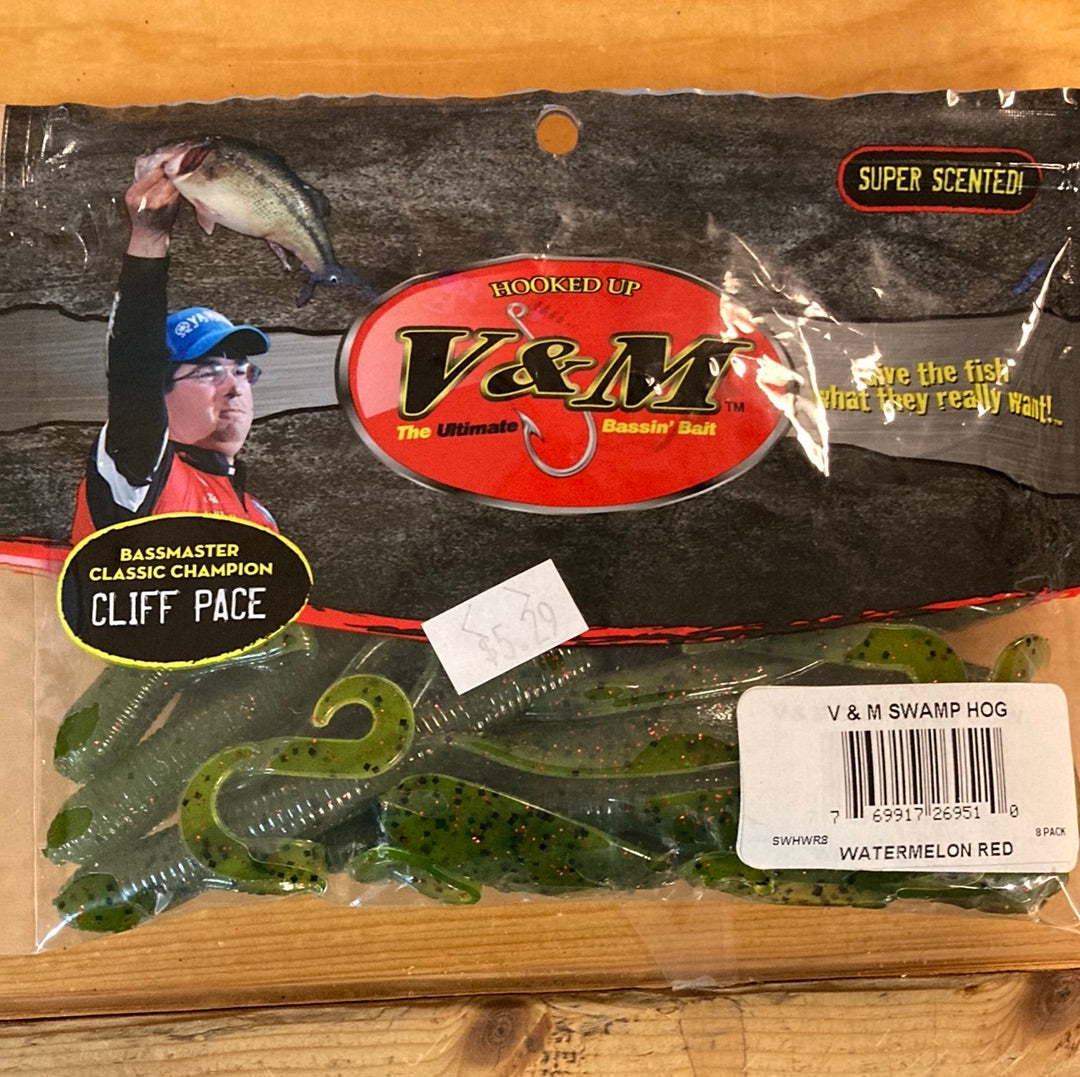 SUPER SCENTED!
HOOKED UP
V&M™
The Ultimate Bassin' Bait
the fish
what they really want!
BASSMASTER
CLASSIC CHAMPION
CLIFF PACE
$5.29
V & M SWAMP HOG
7 69917 26951 0
SWHWR8
8 PACK
WATERMELON RED